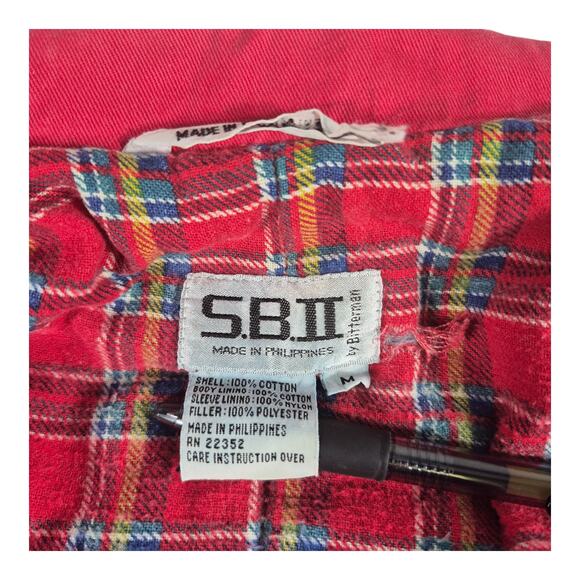 MADE IN
S.B.II
by Bitterman
MADE IN PHILIPPINES
M
SHELL:100% COTTON
BODY LINING:100% COTTON
SLEEVE LINING:100% NYLON
FILLER:100% POLYESTER
MADE IN PHILIPPINES
RN 22352
CARE INSTRUCTION OVER